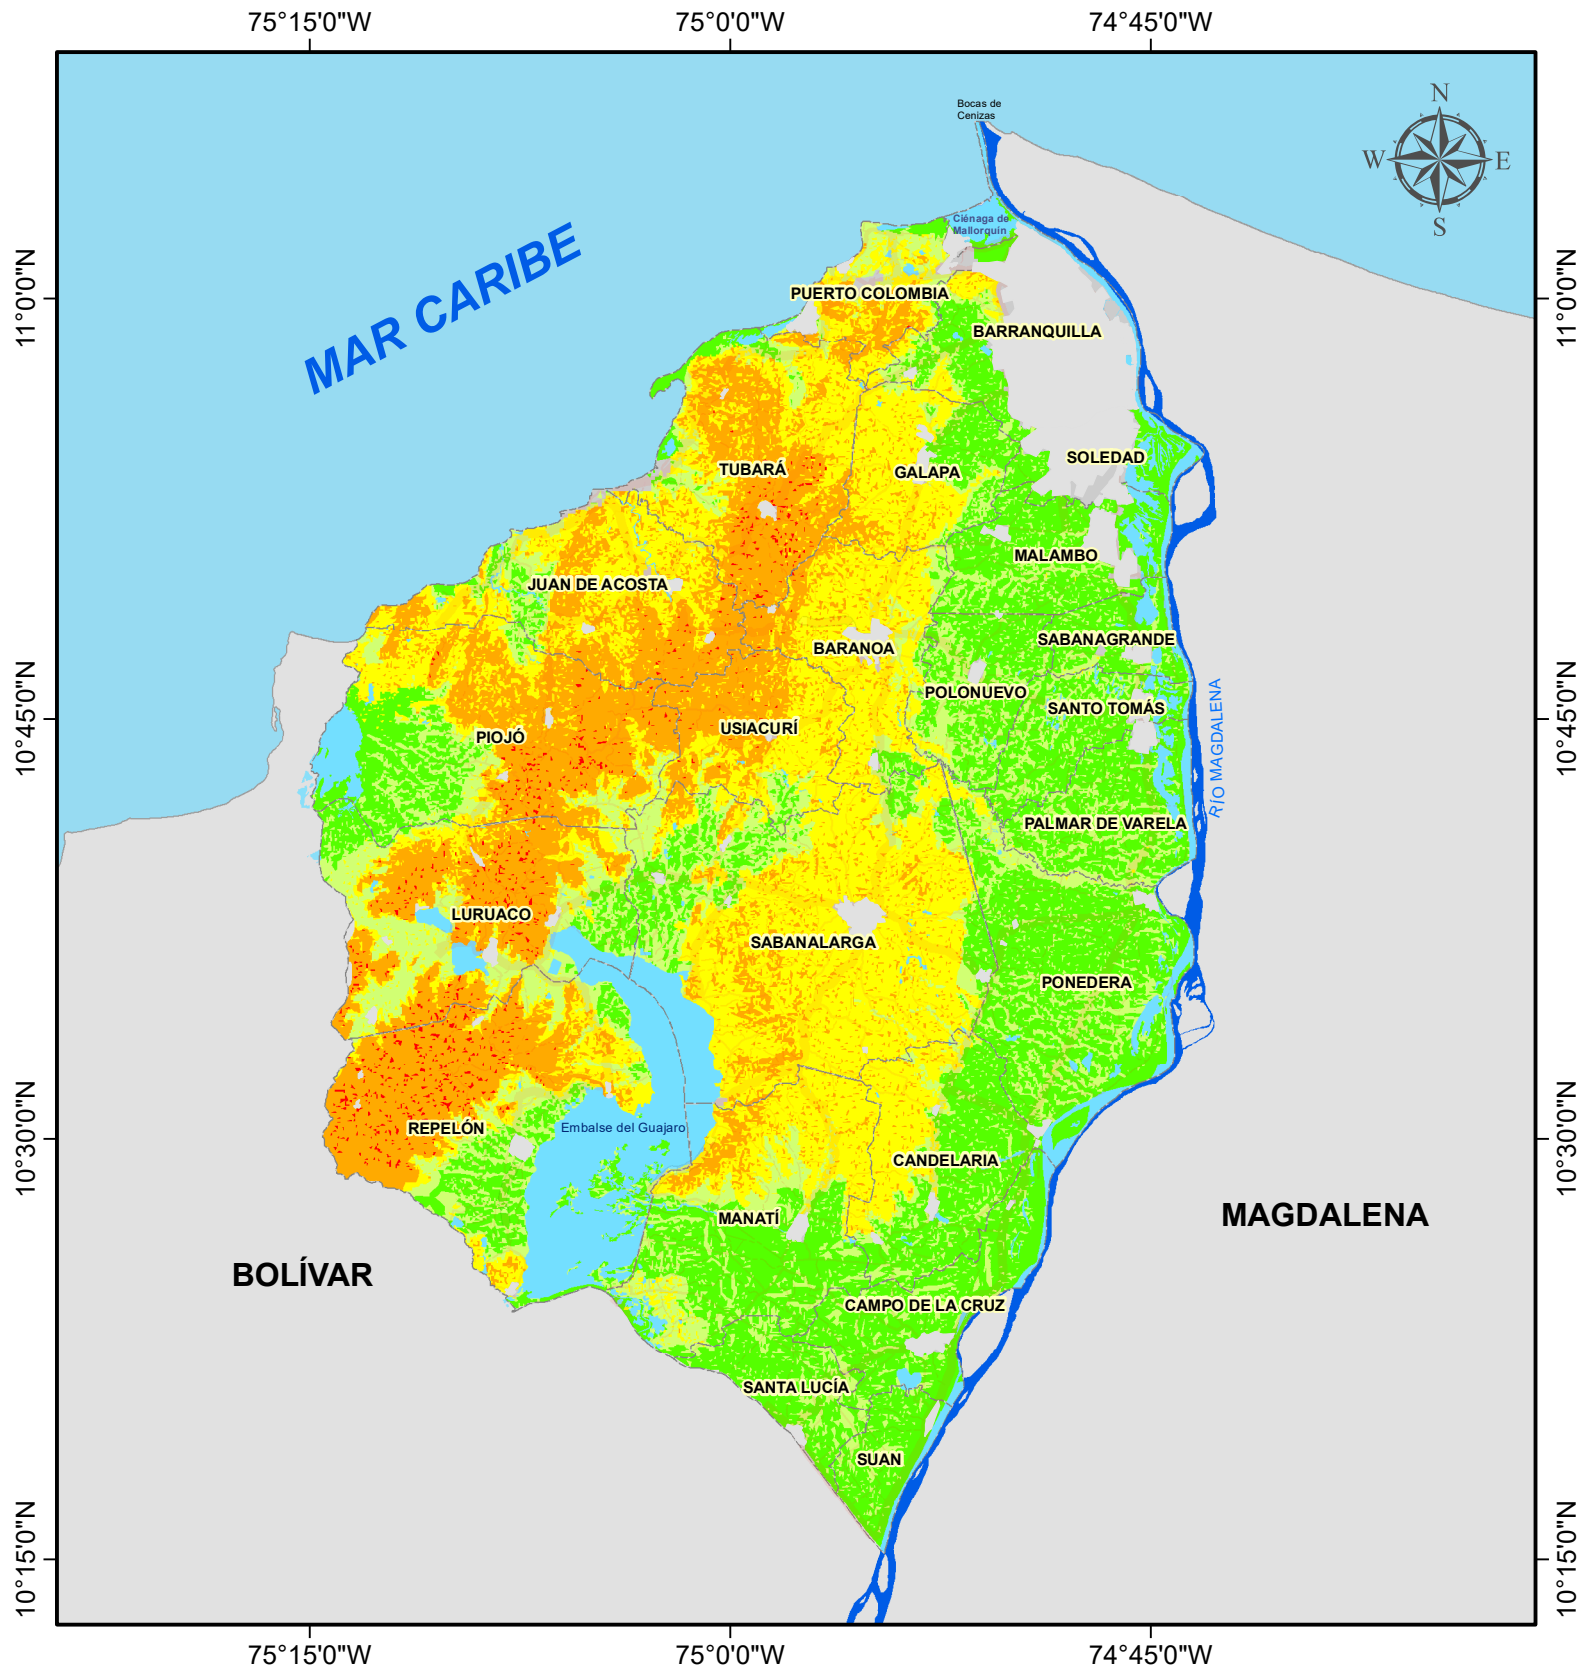 75°15'0"W
75°0'0"W
74°45'0"W
Bocas de
Cenizas
N
W
E
S
Ciénaga de
Mallorquín
MAR CARIBE
11°0'0"N
11°0'0"N
PUERTO COLOMBIA
BARRANQUILLA
SOLEDAD
TUBARÁ
GALAPA
MALAMBO
JUAN DE ACOSTA
SABANAGRANDE
BARANOA
POLONUEVO
SANTO TOMÁS
10°45'0"N
10°45'0"N
USIACURÍ
PIOJÓ
RÍO MAGDALENA
PALMAR DE VARELA
LURUACO
SABANALARGA
PONEDERA
10°30'0"N
10°30'0"N
REPELÓN
Embalse del Guajaro
CANDELARIA
MANATÍ
MAGDALENA
BOLÍVAR
CAMPO DE LA CRUZ
SANTA LUCÍA
SUAN
10°15'0"N
10°15'0"N
75°15'0"W
75°0'0"W
74°45'0"W